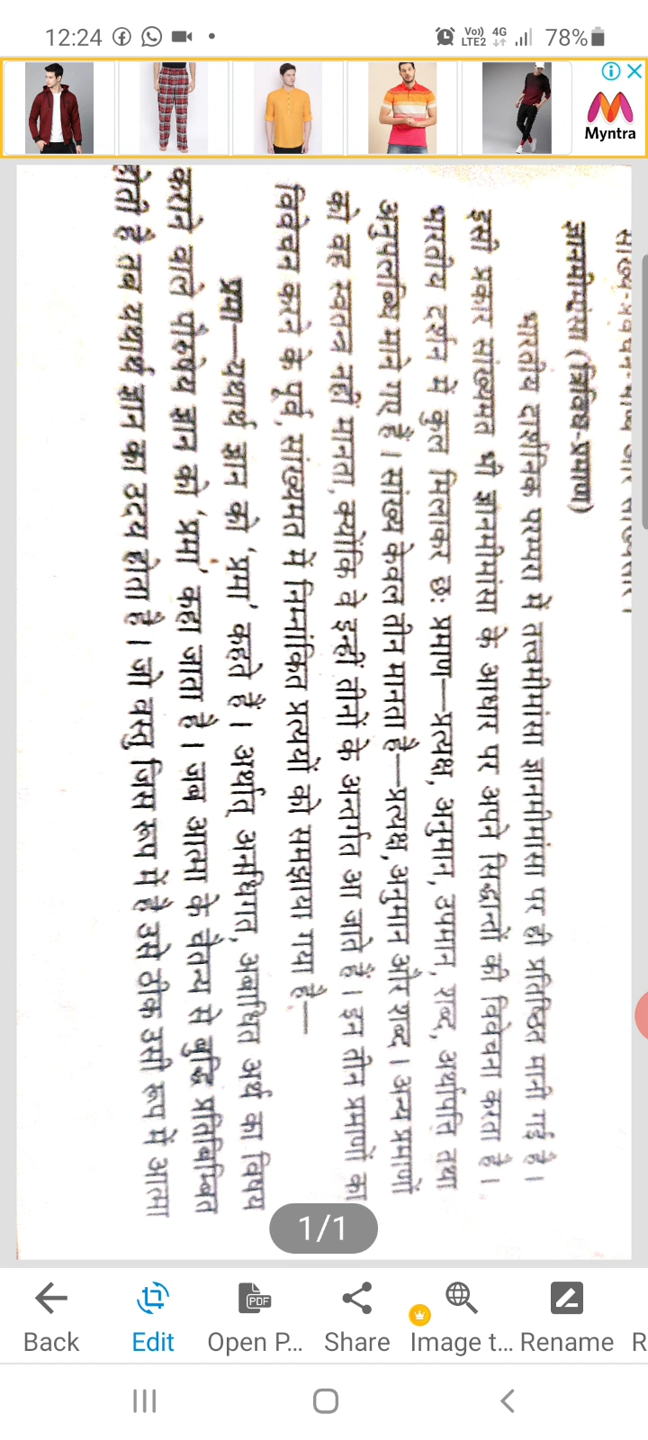 12:24
Vo)) LTE2 4G 78%
Myntra
ज्ञानमीमांसा (त्रिविध-प्रमाण)
भारतीय दार्शनिक परम्परा में तत्त्वमीमांसा ज्ञानमीमांसा पर ही प्रतिष्ठित मानी गई है।
इसी प्रकार सांख्यमत भी ज्ञानमीमांसा के आधार पर अपने सिद्धान्तों की विवेचना करता है।
भारतीय दर्शन में कुल मिलाकर छः प्रमाण—प्रत्यक्ष, अनुमान, उपमान, शब्द, अर्थापत्ति तथा
अनुपलब्धि माने गए हैं। सांख्य केवल तीन मानता है—प्रत्यक्ष, अनुमान और शब्द। अन्य प्रमाणों
को वह स्वतन्त्र नहीं मानता, क्योंकि वे इन्हीं तीनों के अन्तर्गत आ जाते हैं। इन तीन प्रमाणों का
विवेचन करने के पूर्व, सांख्यमत में निम्नांकित प्रत्ययों को समझाया गया है—
प्रमा—यथार्थ ज्ञान को 'प्रमा' कहते हैं। अर्थात् अनधिगत, अबाधित अर्थ का विषय
कराने वाले पौरुषेय ज्ञान को 'प्रमा' कहा जाता है। जब आत्मा के चैतन्य से बुद्धि प्रतिबिम्बित
होती है तब यथार्थ ज्ञान का उदय होता है। जो वस्तु जिस रूप में है उसे ठीक उसी रूप में आत्मा
1/1
Back Edit Open P... Share Image t... Rename R